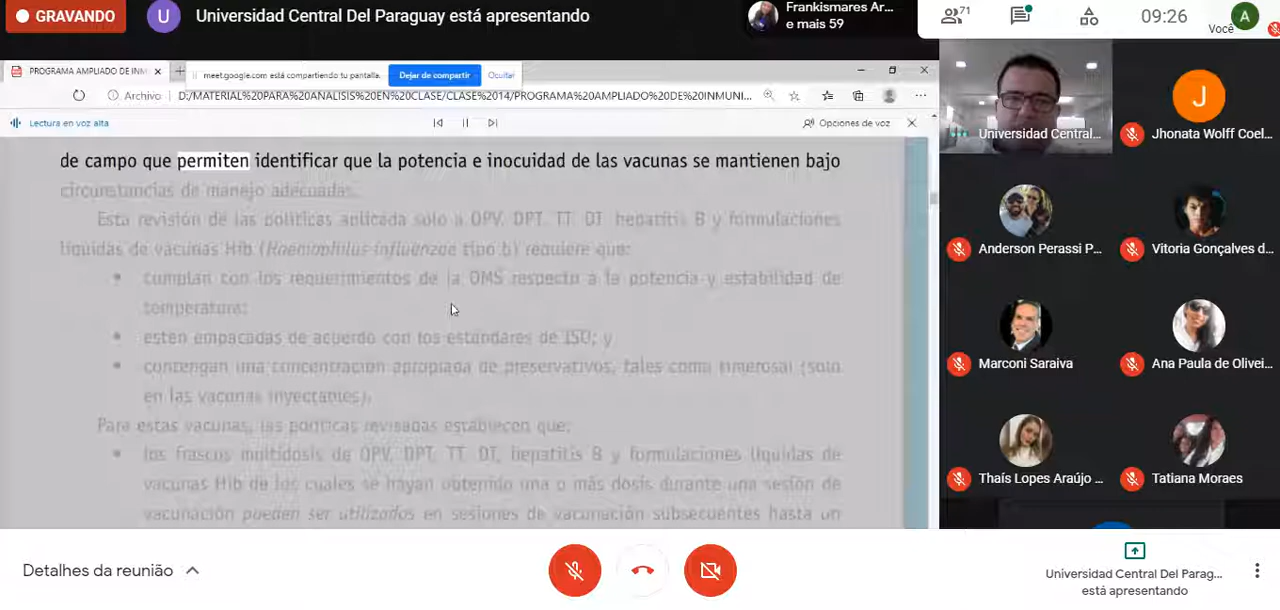 GRAVANDO
U
Universidad Central Del Paraguay está apresentando
Frankismares Ar...
e mais 59
71
09:26
Você
A
PROGRAMA AMPLIADO DE INM
meet.google.com está compartiendo tu pantalla.
Dejar de compartir
Ocultar
Archivo
D:/MATERIAL%20PARA%20ANALISIS%20EN%20CLASE/CLASE%2014/PROGRAMA%20AMPLIADO%20DE%20INMUNI...
Lectura en voz alta
Opciones de voz
de campo que permiten identificar que la potencia e inocuidad de las vacunas se mantienen bajo
circunstancias de manejo adecuadas.
Esta revisión de las políticas aplicada solo a OPV, DPT, TT, DT, hepatitis B y formulaciones
líquidas de vacunas Hib (Haemophilus influenzae tipo b) requiere que:
• cumplan con los requerimientos de la OMS respecto a la potencia y estabilidad de
temperatura;
• estén empacadas de acuerdo con los estándares de ISO; y
• contengan una concentración apropiada de preservativos, tales como timerosal (solo
en las vacunas inyectables).
Para estas vacunas, las políticas revisadas establecen que:
• los frascos multidosis de OPV, DPT, TT, DT, hepatitis B y formulaciones líquidas de
vacunas Hib de los cuales se hayan obtenido una o más dosis durante una sesión de
vacunación pueden ser utilizados en sesiones de vacunación subsecuentes hasta un
Universidad Central...
J
Jhonata Wolff Coel...
Anderson Perassi P...
Vitoria Gonçalves d...
Marconi Saraiva
Ana Paula de Olivei...
Thaís Lopes Araújo ...
Tatiana Moraes
Detalhes da reunião
Universidad Central Del Parag...
está apresentando